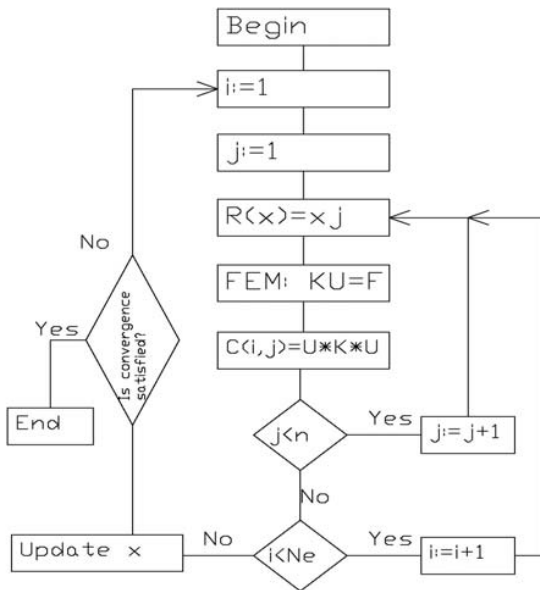 Begin
i:=1
j:=1
R(x)=xj
No
FEM: KU=F
Yes
Is convergence
satisfied?
C(i,j)=U*K*U
End
j<n
Yes
j:=j+1
No
Update x
No
i<Ne
Yes
i:=i+1